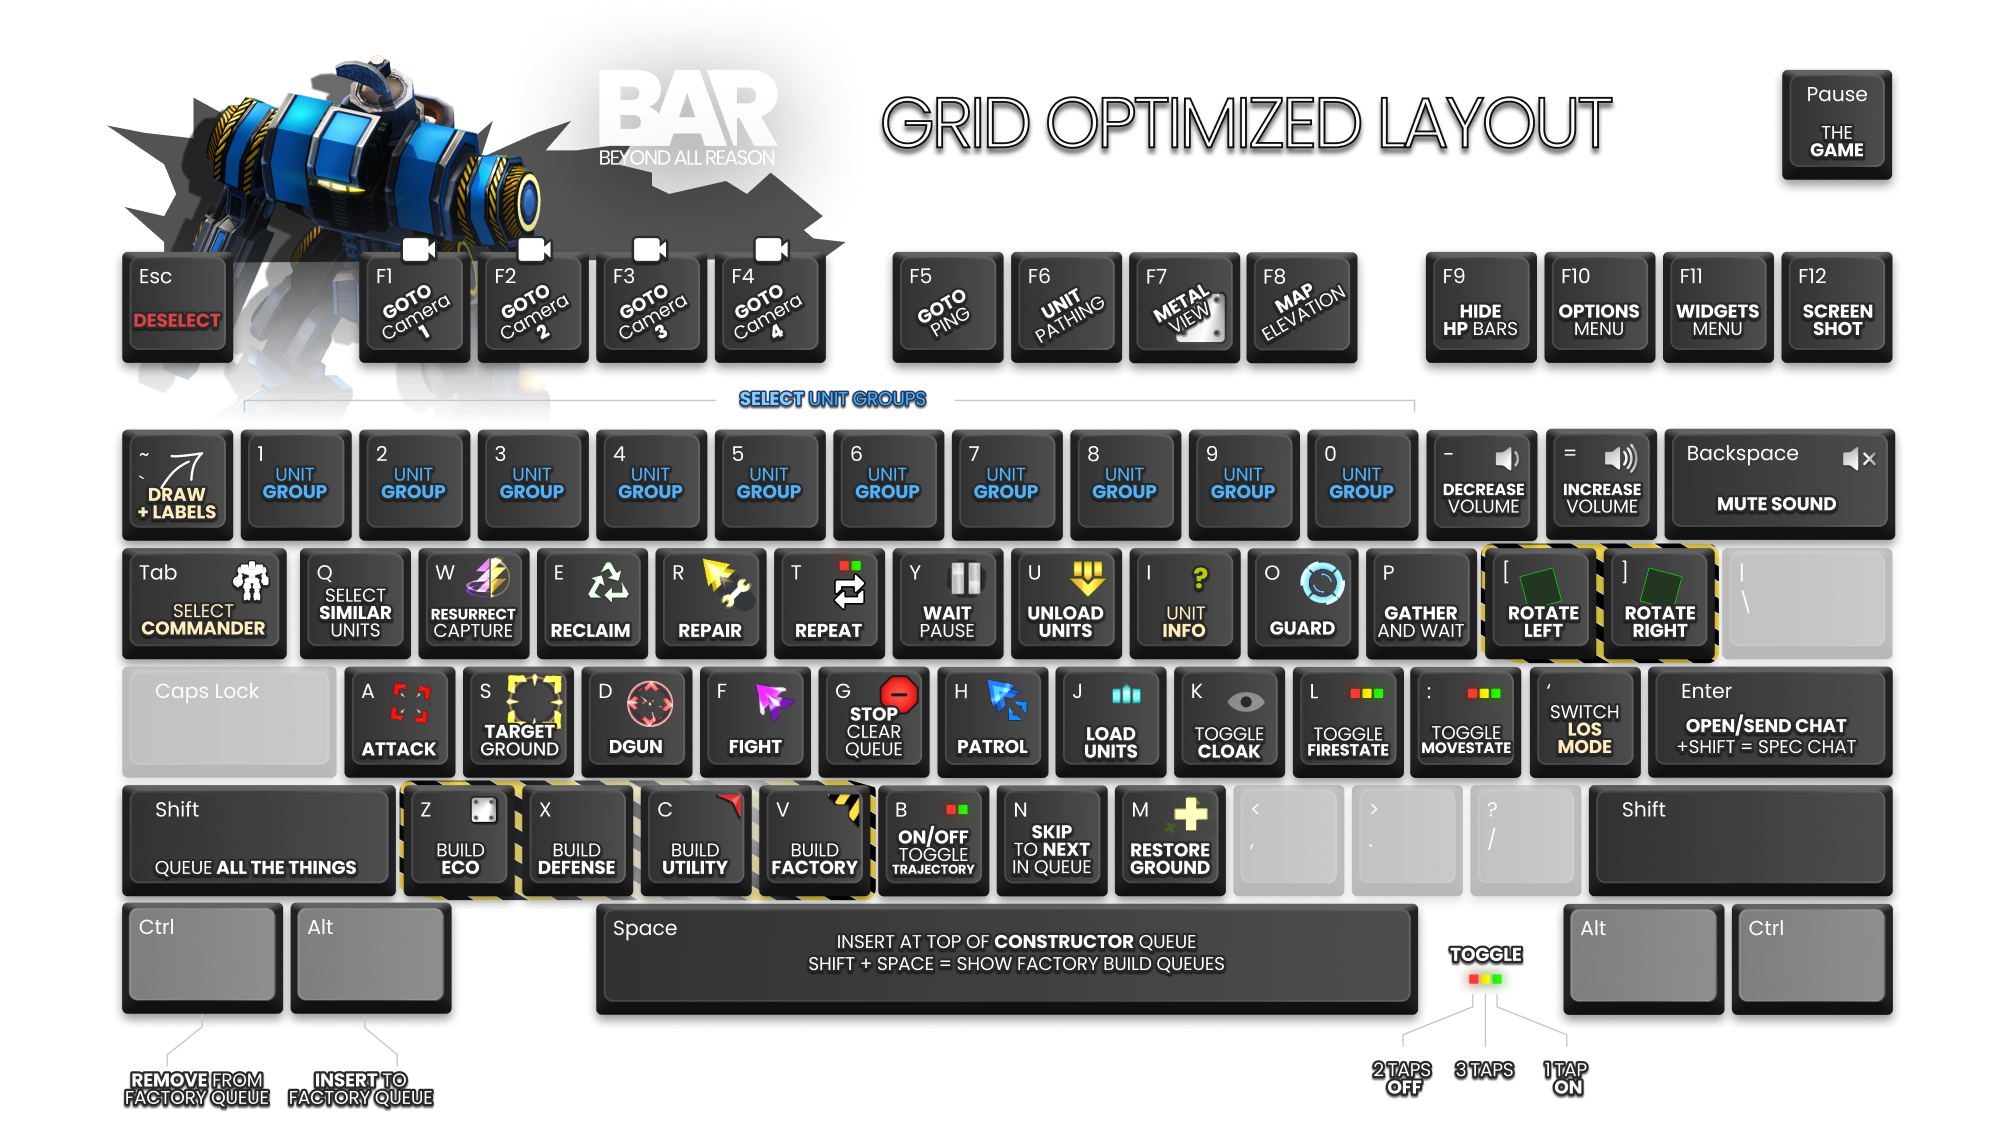 BAR
BEYOND ALL REASON
GRID OPTIMIZED LAYOUT
Pause
THE
GAME
Esc
DESELECT
F1
GOTO
Camera
1
F2
GOTO
Camera
2
F3
GOTO
Camera
3
F4
GOTO
Camera
4
F5
GOTO
PING
F6
UNIT
PATHING
F7
METAL
VIEW
F8
MAP
ELEVATION
F9
HIDE
HP BARS
F10
OPTIONS
MENU
F11
WIDGETS
MENU
F12
SCREEN
SHOT
SELECT UNIT GROUPS
~
`
DRAW
+ LABELS
1
UNIT
GROUP
2
UNIT
GROUP
3
UNIT
GROUP
4
UNIT
GROUP
5
UNIT
GROUP
6
UNIT
GROUP
7
UNIT
GROUP
8
UNIT
GROUP
9
UNIT
GROUP
0
UNIT
GROUP
-
DECREASE
VOLUME
=
INCREASE
VOLUME
Backspace
MUTE SOUND
Tab
SELECT
COMMANDER
Q
SELECT
SIMILAR
UNITS
W
RESURRECT
CAPTURE
E
RECLAIM
R
REPAIR
T
REPEAT
Y
WAIT
PAUSE
U
UNLOAD
UNITS
I
?
UNIT
INFO
O
GUARD
P
GATHER
AND WAIT
[
ROTATE
LEFT
]
ROTATE
RIGHT
|
\
Caps Lock
A
ATTACK
S
TARGET
GROUND
D
DGUN
F
FIGHT
G
STOP
CLEAR
QUEUE
H
PATROL
J
LOAD
UNITS
K
TOGGLE
CLOAK
L
TOGGLE
FIRESTATE
:
TOGGLE
MOVESTATE
‘
SWITCH
LOS
MODE
Enter
OPEN/SEND CHAT
+SHIFT = SPEC CHAT
Shift
QUEUE ALL THE THINGS
Z
BUILD
ECO
X
BUILD
DEFENSE
C
BUILD
UTILITY
V
BUILD
FACTORY
B
ON/OFF
TOGGLE
TRAJECTORY
N
SKIP
TO NEXT
IN QUEUE
M
RESTORE
GROUND
<
,
>
.
?
/
Shift
Ctrl
Alt
Space
INSERT AT TOP OF CONSTRUCTOR QUEUE
SHIFT + SPACE = SHOW FACTORY BUILD QUEUES
TOGGLE
Alt
Ctrl
REMOVE FROM
FACTORY QUEUE
INSERT TO
FACTORY QUEUE
2 TAPS
OFF
3 TAPS
1 TAP
ON